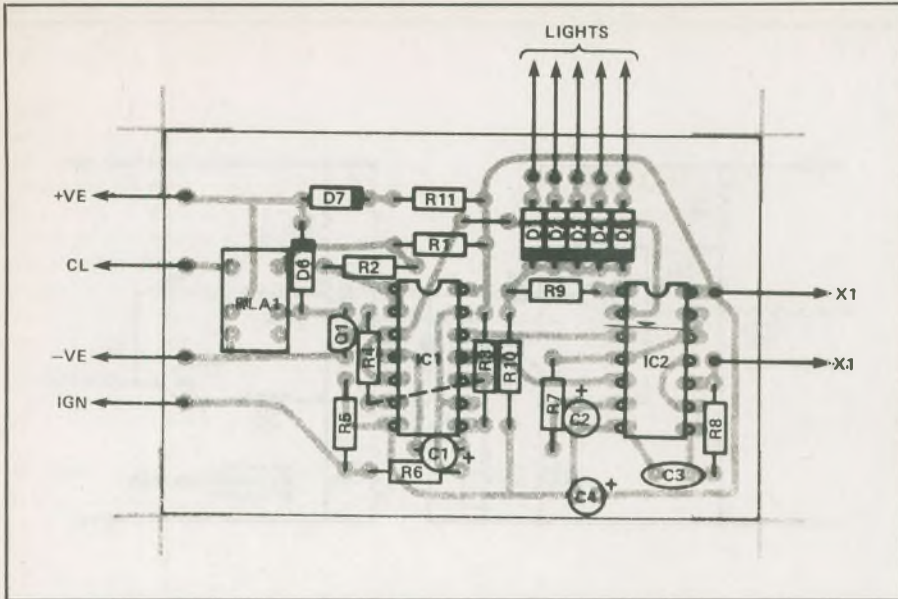 LIGHTS
+VE
D7
R11
D6
R1
CL
R2
RLA1
R9
X1
Q1
R4
IC1
R3
R10
IC2
-VE
X1
IGN
R5
R7
C2
+
R8
C1
+
R6
C3
C4
+